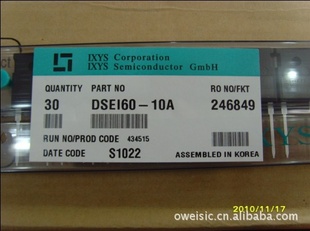 IXYS Corporation
IXYS Semiconductor GmbH
QUANTITY PART NO RO NO/FKT
30 DSEI60-10A 246849
RUN NO/PROD CODE 434515
DATE CODE S1022 ASSEMBLED IN KOREA
2010/11/17
oweisic.cn.alibaba.com